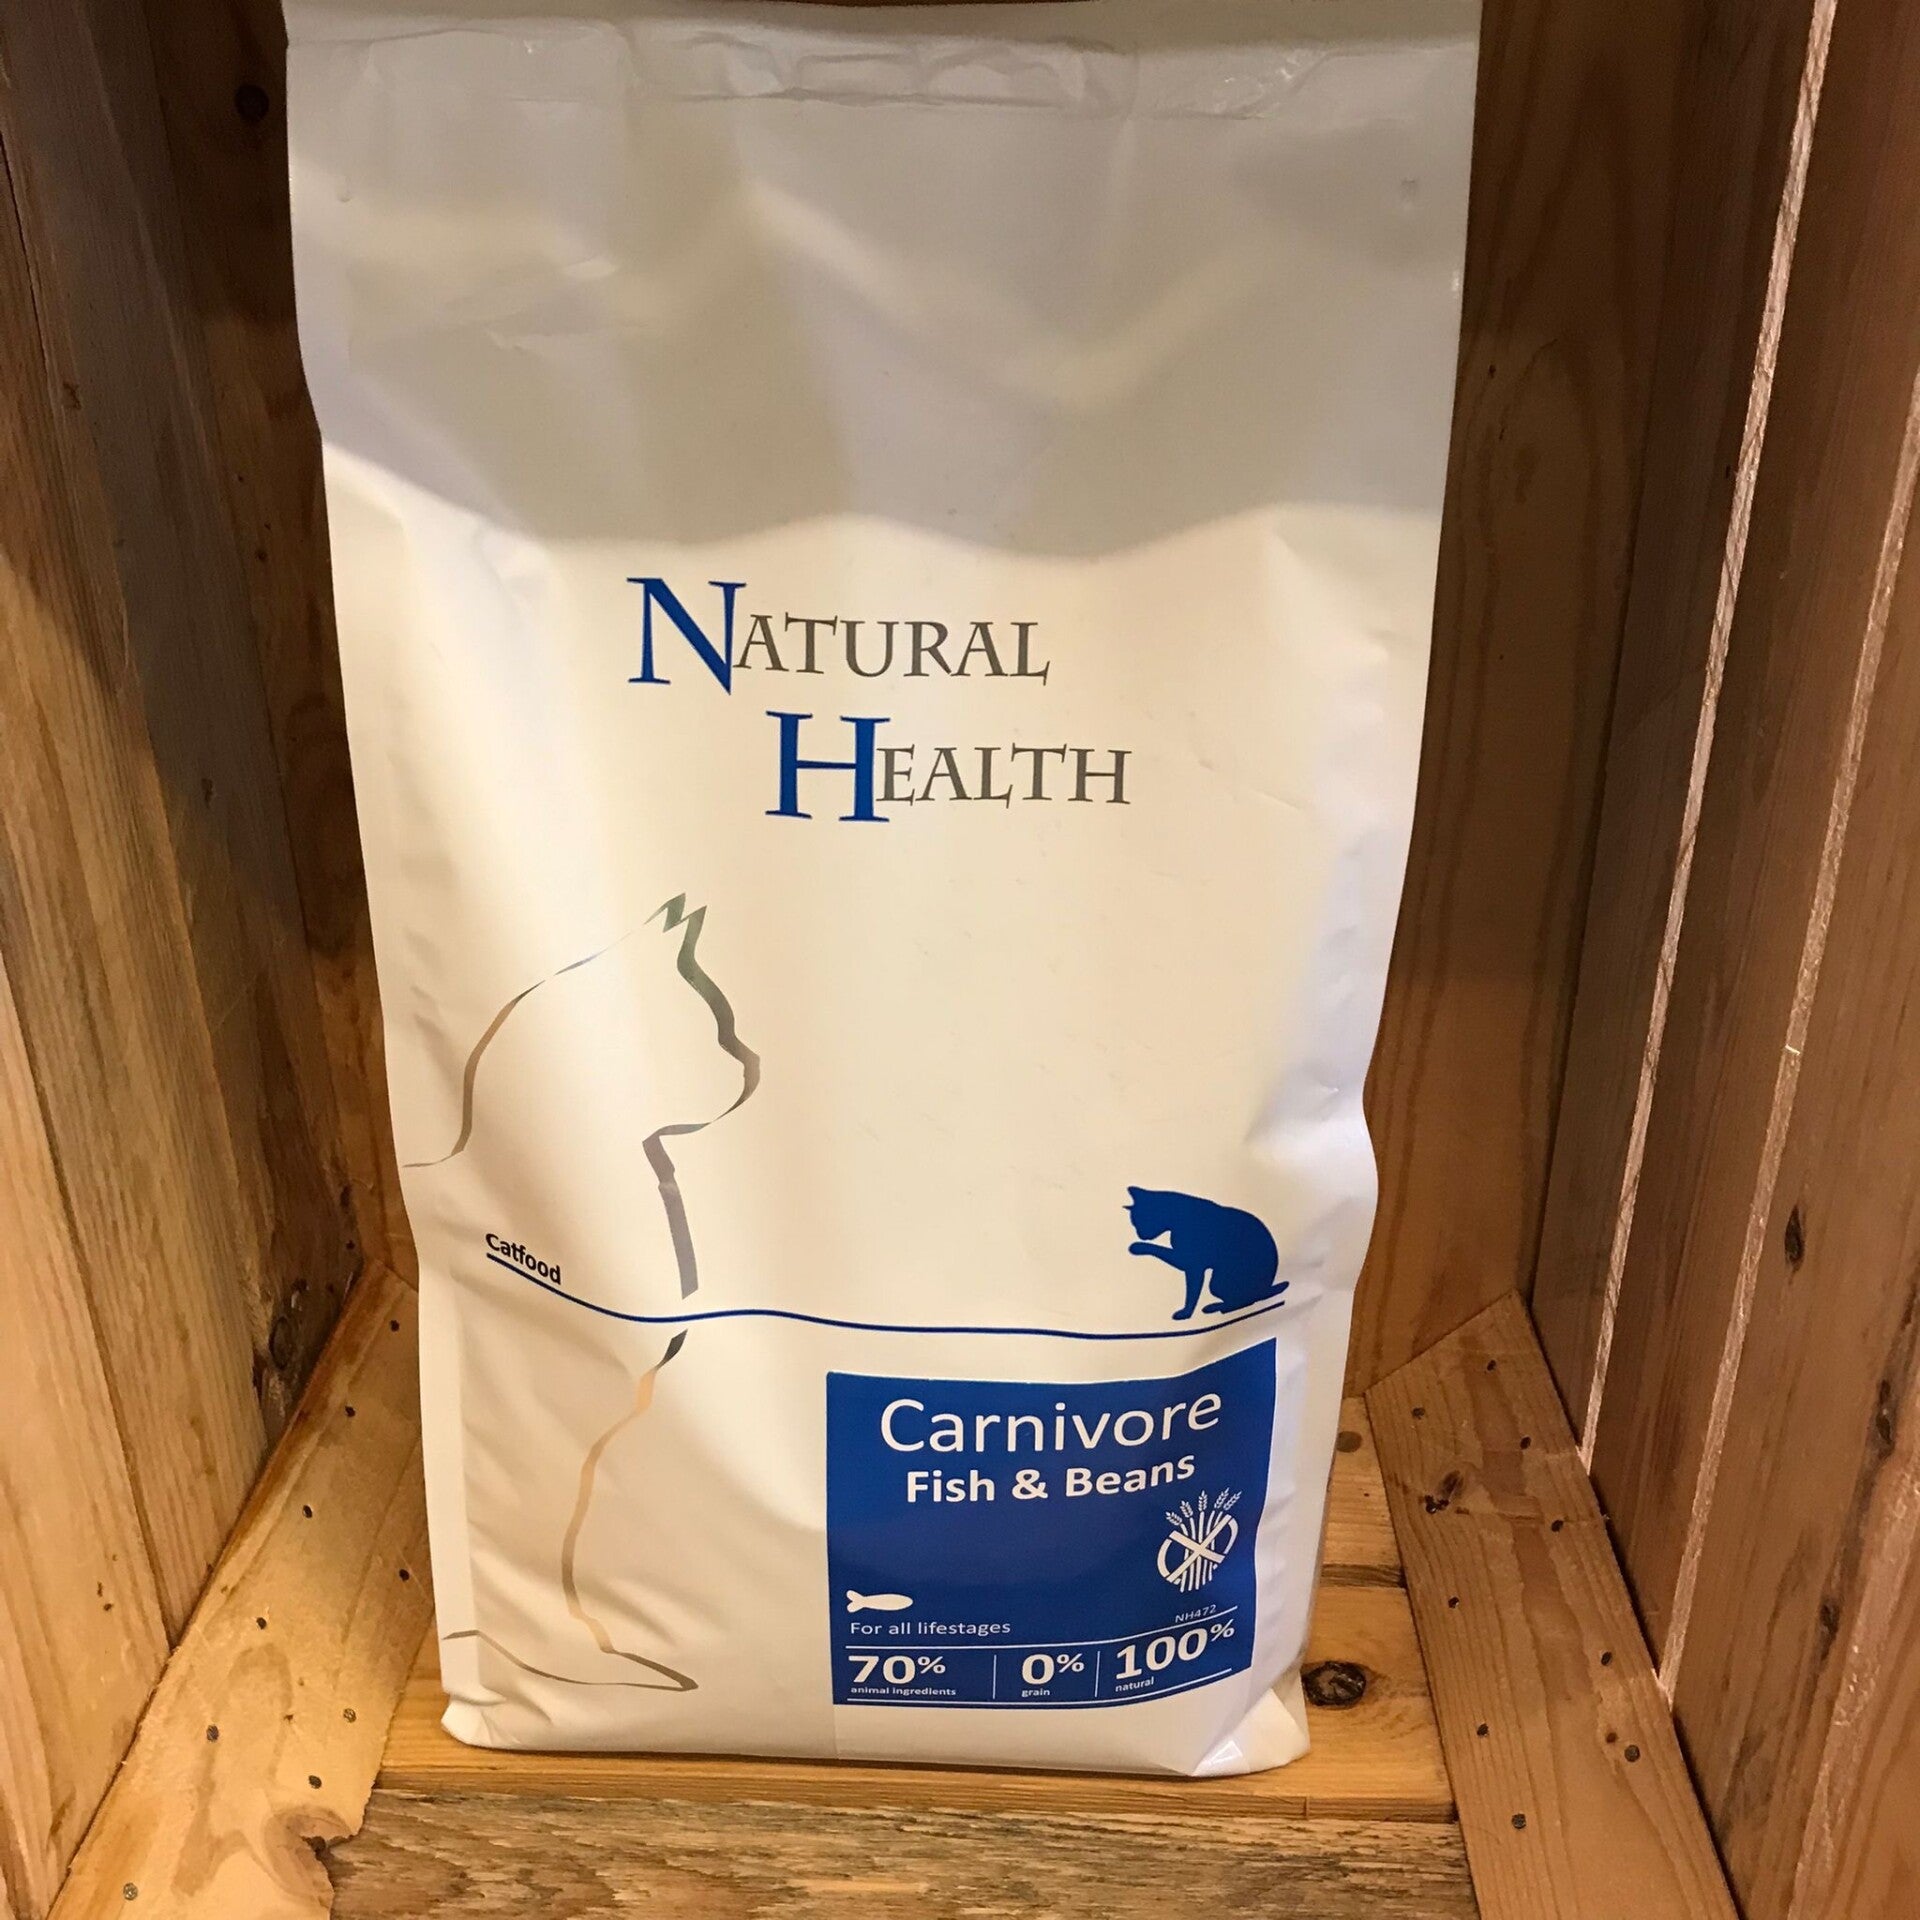 NATURAL
HEALTH
Catfood
Carnivore
Fish & Beans
For all lifestages
NH472
70% 0% 100%
animal ingredients grain natural